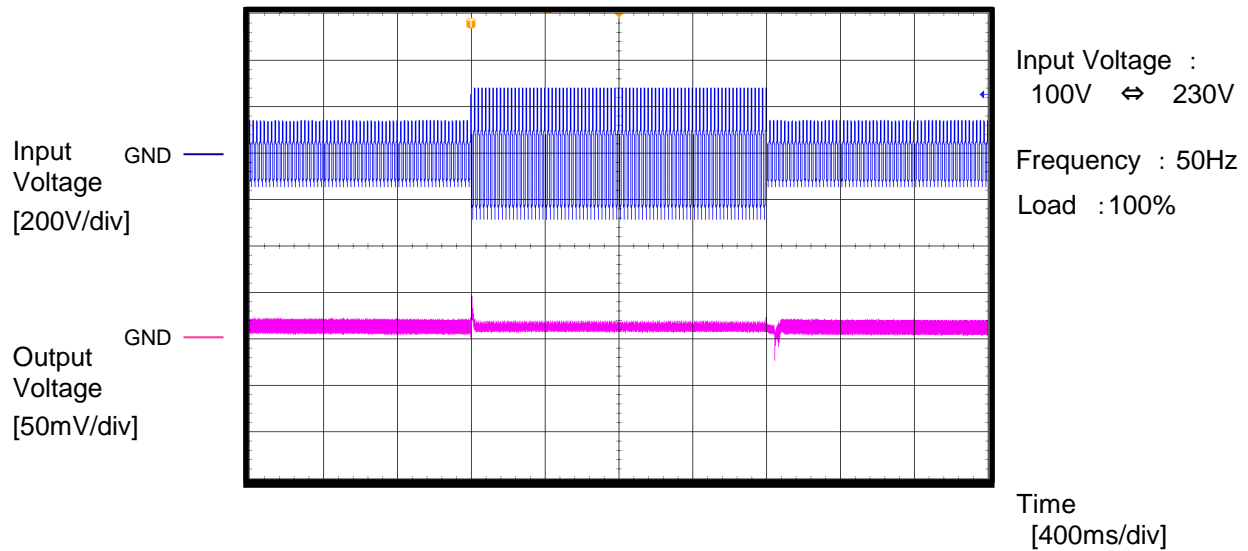 T
Input Voltage :
100V ⇔ 230V
Input
Voltage
[200V/div]
GND
Frequency : 50Hz
Load :100%
GND
Output
Voltage
[50mV/div]
Time
[400ms/div]